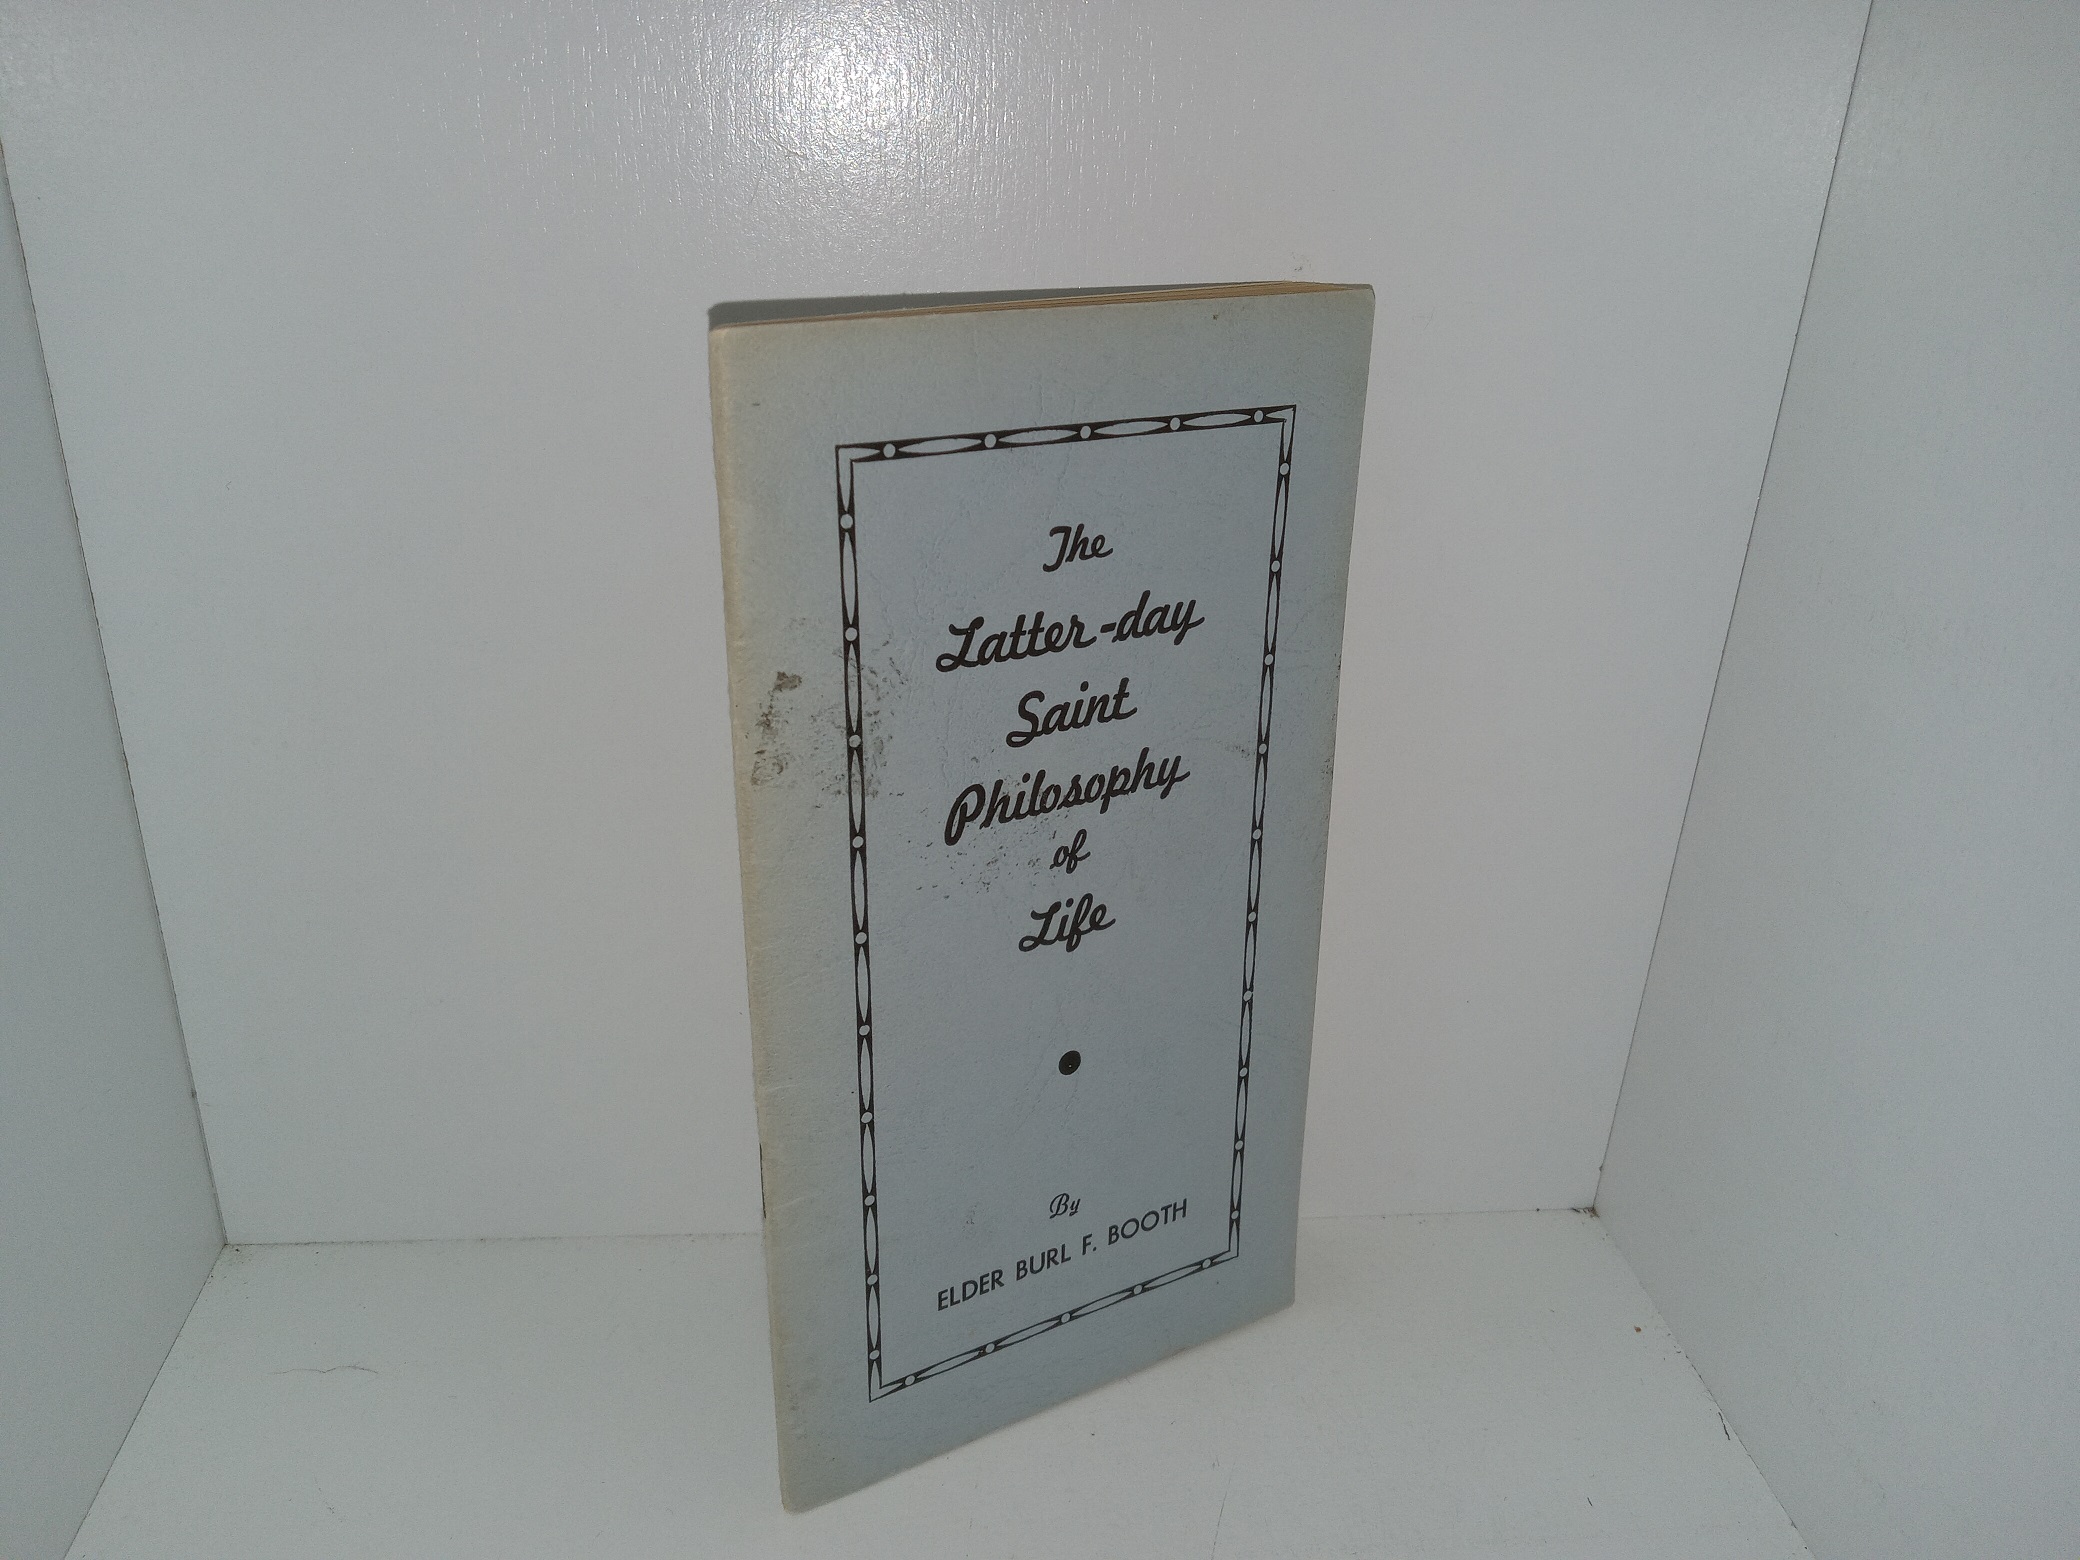 The
Latter-day
Saint
Philosophy
of
Life
By
ELDER BURL F. BOOTH